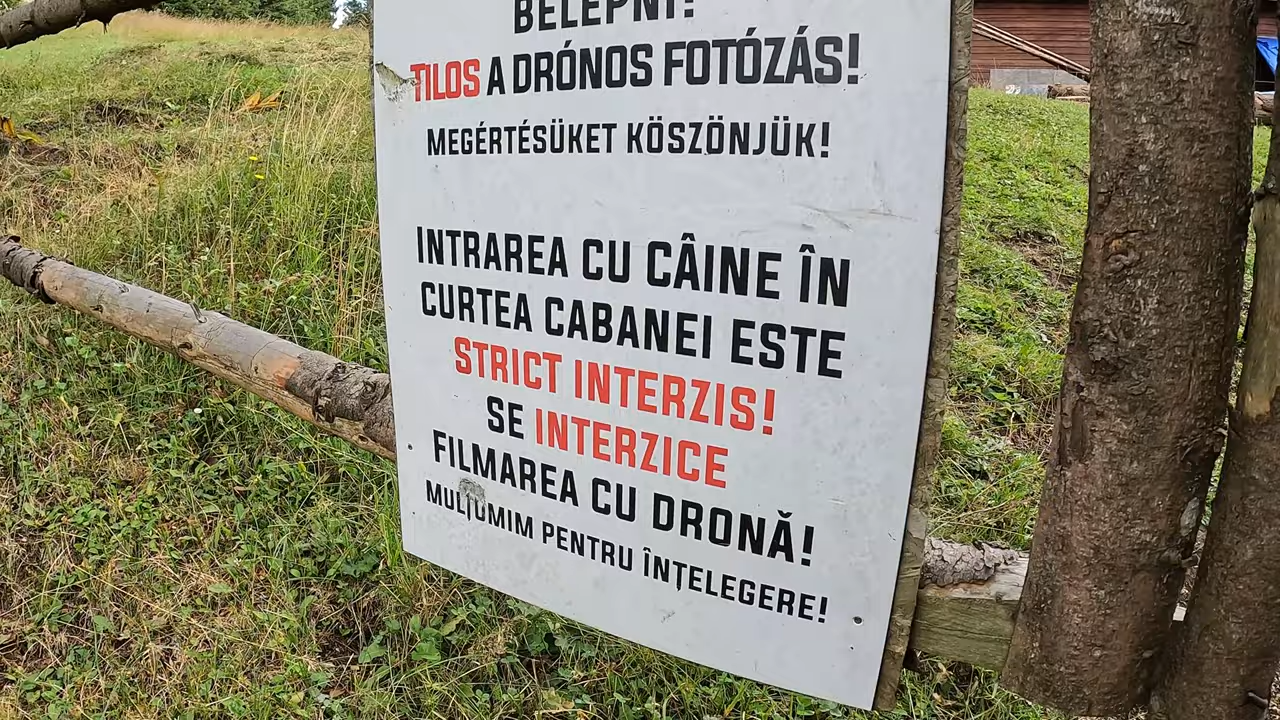 BELÉPNI!
TILOS A DRÓNOS FOTÓZÁS!
MEGÉRTÉSÜKET KÖSZÖNJÜK!
INTRAREA CU CÂINE ÎN
CURTEA CABANEI ESTE
STRICT INTERZIS!
SE INTERZICE
FILMAREA CU DRONĂ!
MULȚUMIM PENTRU ÎNȚELEGERE!